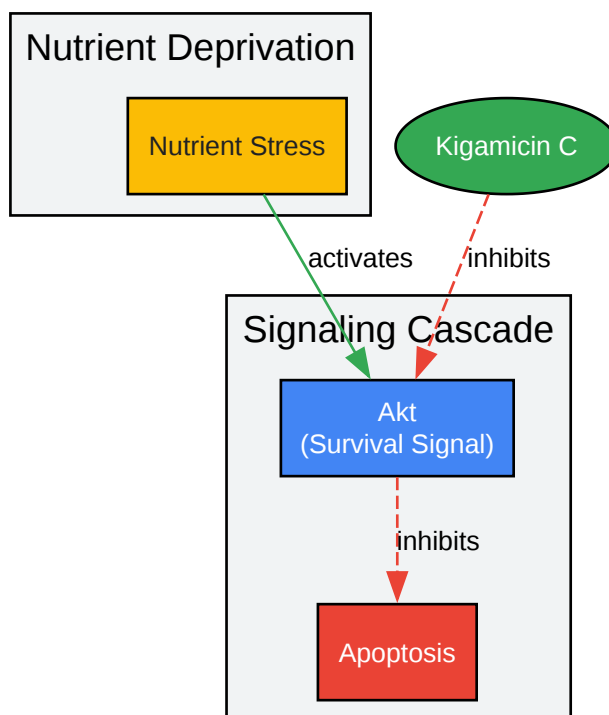 Nutrient Deprivation
Nutrient Stress
Kigamicin C
activates
inhibits
Signaling Cascade
Akt
(Survival Signal)
inhibits
Apoptosis